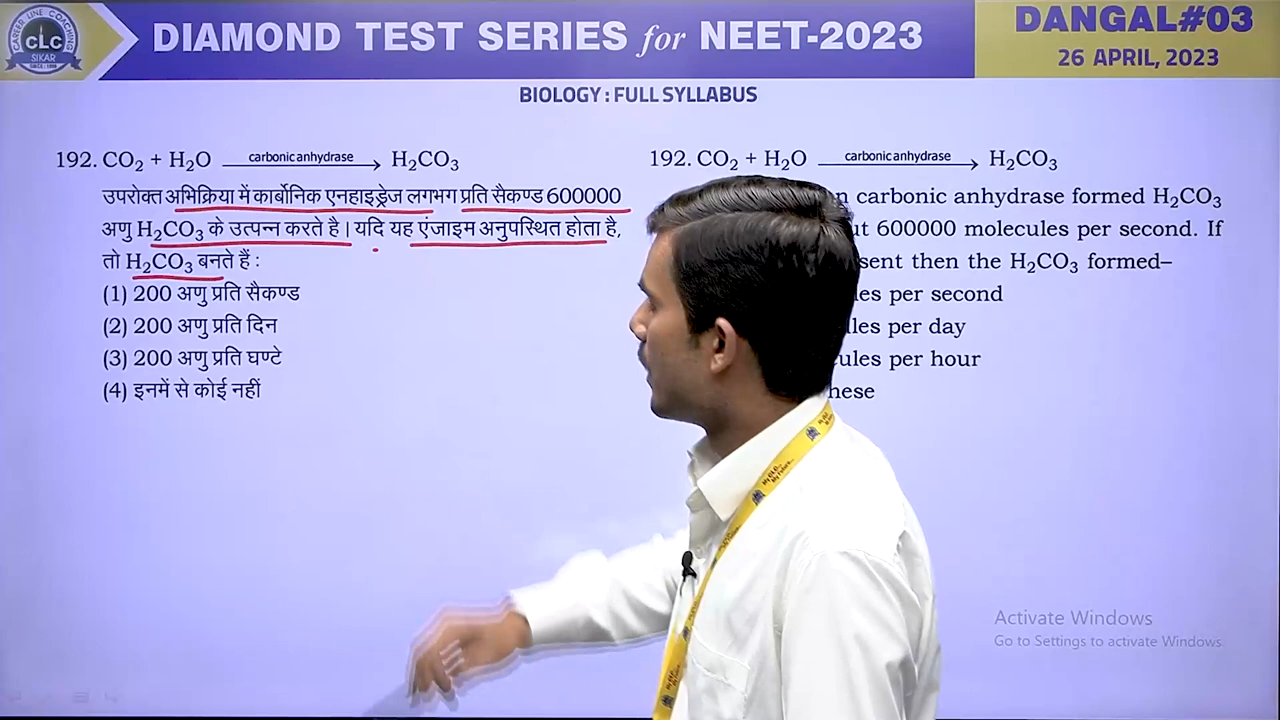 CAREER LINE COACHING
CLC
SIKAR
SINCE : 1996
DIAMOND TEST SERIES for NEET-2023
DANGAL#03
26 APRIL, 2023
BIOLOGY : FULL SYLLABUS
192. CO₂ + H₂O carbonic anhydrase → H₂CO₃
उपरोक्त अभिक्रिया में कार्बोनिक एनहाइड्रेज लगभग प्रति सैकण्ड 600000
अणु H₂CO₃ के उत्पन्न करते है। यदि यह एंजाइम अनुपस्थित होता है,
तो H₂CO₃ बनते हैं :
(1) 200 अणु प्रति सैकण्ड
(2) 200 अणु प्रति दिन
(3) 200 अणु प्रति घण्टे
(4) इनमें से कोई नहीं
192. CO₂ + H₂O carbonic anhydrase → H₂CO₃
carbonic anhydrase formed H₂CO₃
600000 molecules per second. If
then the H₂CO₃ formed–
per second
per day
per hour
Activate Windows
Go to Settings to activate Windows.